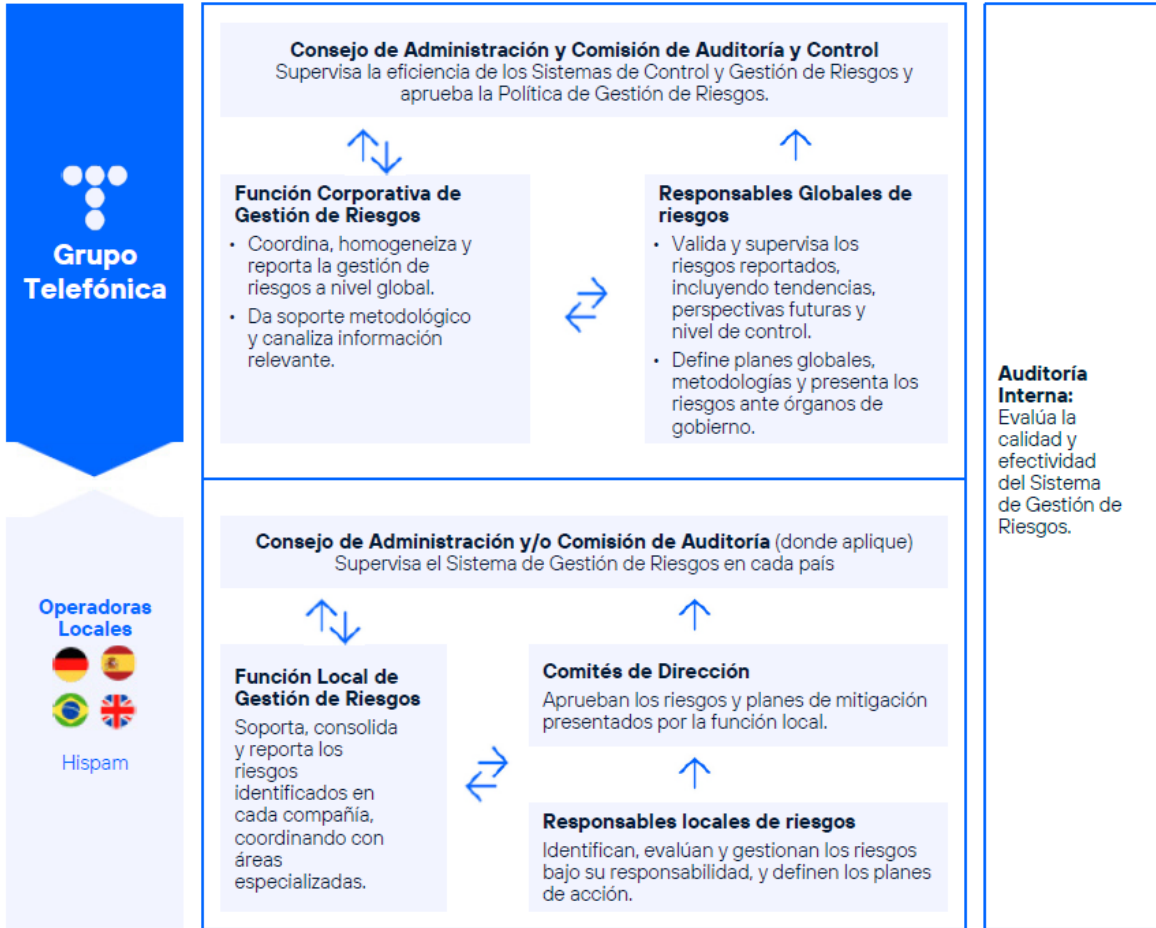 Grupo
Telefónica
Consejo de Administración y Comisión de Auditoría y Control
Supervisa la eficiencia de los Sistemas de Control y Gestión de Riesgos y
aprueba la Política de Gestión de Riesgos.
Función Corporativa de
Gestión de Riesgos
• Coordina, homogeneiza y
reporta la gestión de
riesgos a nivel global.
• Da soporte metodológico
y canaliza información
relevante.
Responsables Globales de
riesgos
• Valida y supervisa los
riesgos reportados,
incluyendo tendencias,
perspectivas futuras y
nivel de control.
• Define planes globales,
metodologías y presenta los
riesgos ante órganos de
gobierno.
Operadoras
Locales
Hispam
Consejo de Administración y/o Comisión de Auditoría (donde aplique)
Supervisa el Sistema de Gestión de Riesgos en cada país
Función Local de
Gestión de Riesgos
Soporta, consolida
y reporta los
riesgos
identificados en
cada compañía,
coordinando con
áreas
especializadas.
Comités de Dirección
Aprueban los riesgos y planes de mitigación
presentados por la función local.
Responsables locales de riesgos
Identifican, evalúan y gestionan los riesgos
bajo su responsabilidad, y definen los planes
de acción.
Auditoría
Interna:
Evalúa la
calidad y
efectividad
del Sistema
de Gestión de
Riesgos.